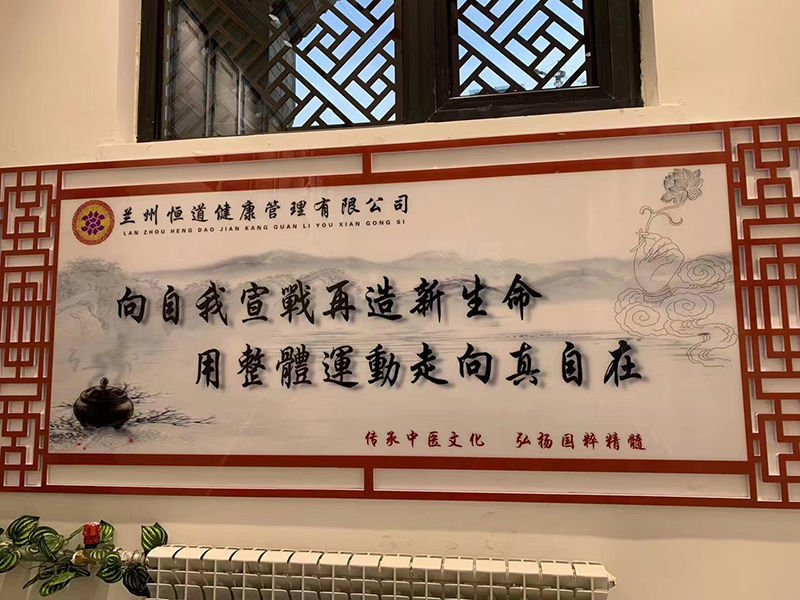 兰州恒道健康管理有限公司
LAN ZHOU HENG DAO JIAN KANG GUAN LI YOU XIAN GONG SI
向自我宣戰再造新生命
用整體運動走向真自在
传承中医文化 弘扬国粹精髓